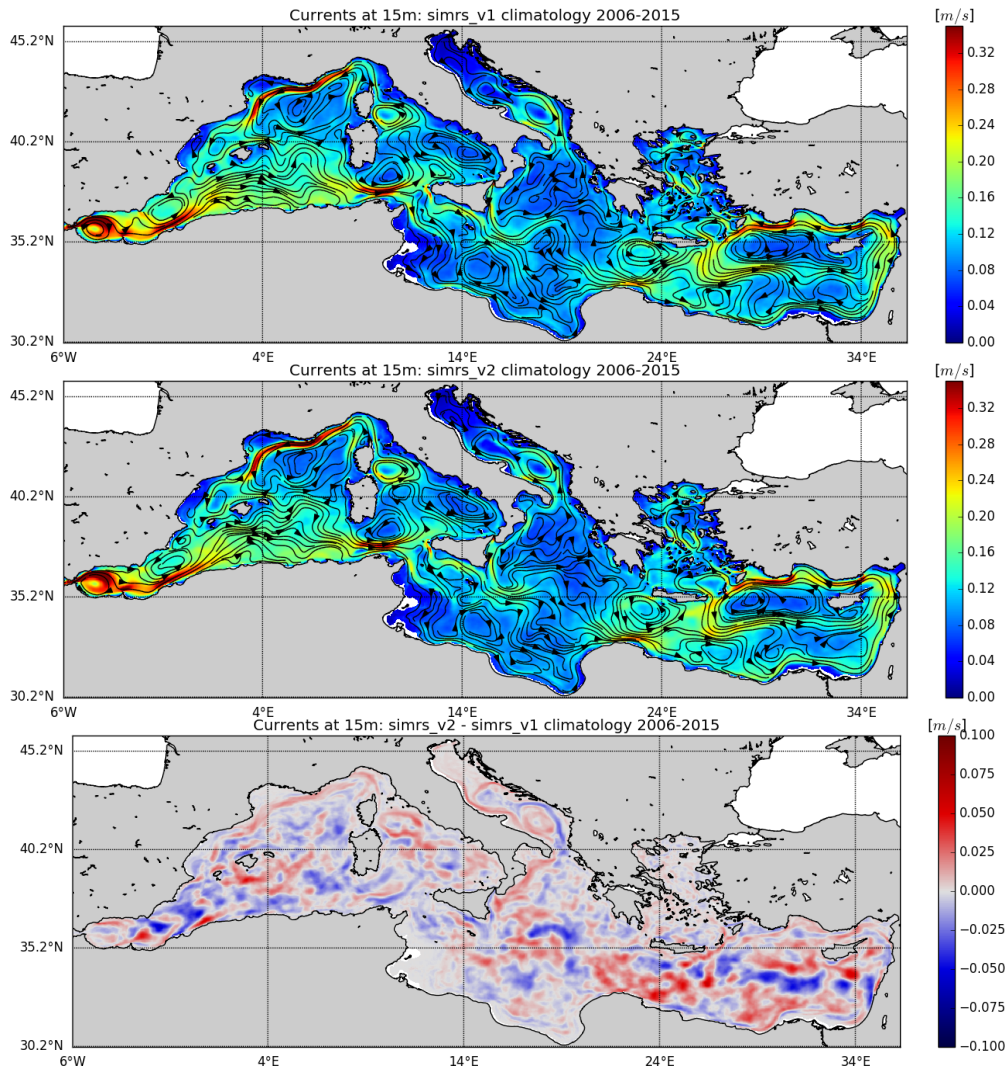 Currents at 15m: simrs_v1 climatology 2006-2015
[m/s]
45.2°N
40.2°N
35.2°N
30.2°N
6°W 4°E 14°E 24°E 34°E
0.32
0.28
0.24
0.20
0.16
0.12
0.08
0.04
0.00
Currents at 15m: simrs_v2 climatology 2006-2015
[m/s]
45.2°N
40.2°N
35.2°N
30.2°N
6°W 4°E 14°E 24°E 34°E
0.32
0.28
0.24
0.20
0.16
0.12
0.08
0.04
0.00
Currents at 15m: simrs_v2 - simrs_v1 climatology 2006-2015
[m/s]
45.2°N
40.2°N
35.2°N
30.2°N
6°W 4°E 14°E 24°E 34°E
0.100
0.075
0.050
0.025
0.000
−0.025
−0.050
−0.075
−0.100